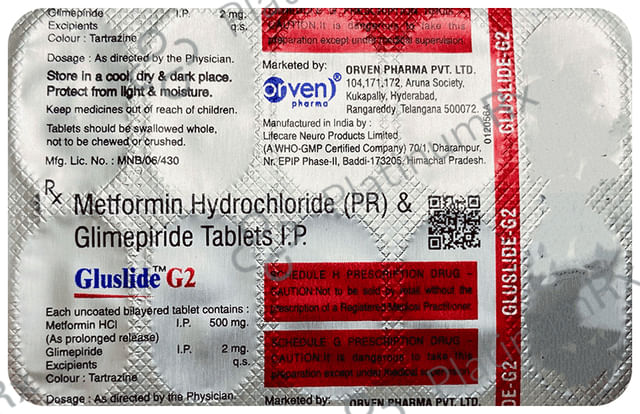 Glimepiride I.P. 2 mg.
Excipients q.s.
Colour : Tartrazine
Dosage : As directed by the Physician.
Store in a cool, dry & dark place.
Protect from light & moisture.
Keep medicines out of reach of children.
Tablets should be swallowed whole,
not to be chewed or crushed.
Mfg. Lic. No. : MNB/06/430
CAUTION:It is dangerous to take this
preparation except under medical supervision.
Marketed by:
orven®
pharma
ORVEN PHARMA PVT. LTD.
104,171,172, Aruna Society,
Kukapally, Hyderabad,
Rangareddy Telangana 500072.
Manufactured in India by :
Lifecare Neuro Products Limited
(A WHO-GMP Certified Company) 70/1, Dharampur,
Nr. EPIP Phase-II, Baddi-173205, Himachal Pradesh.
012056A
GLUSLIDE-G2
Rx Metformin Hydrochloride (PR) &
Glimepiride Tablets I.P.
Gluslide™ G2
Each uncoated bilayered tablet contains :
Metformin HCl I.P. 500 mg.
(As prolonged release)
Glimepiride I.P. 2 mg.
Excipients q.s.
Colour : Tartrazine
Dosage : As directed by the Physician.
SCHEDULE H PRESCRIPTION DRUG -
CAUTION:Not to be sold by retail without the
prescription of a Registered Medical Practitioner.
SCHEDULE G PRESCRIPTION DRUG -
CAUTION:It is dangerous to take this
preparation except under medical
Marketed by:
ORVEN PHARMA PVT. LTD.
GLUSLIDE-G2
DE-G2
PlatinumRx